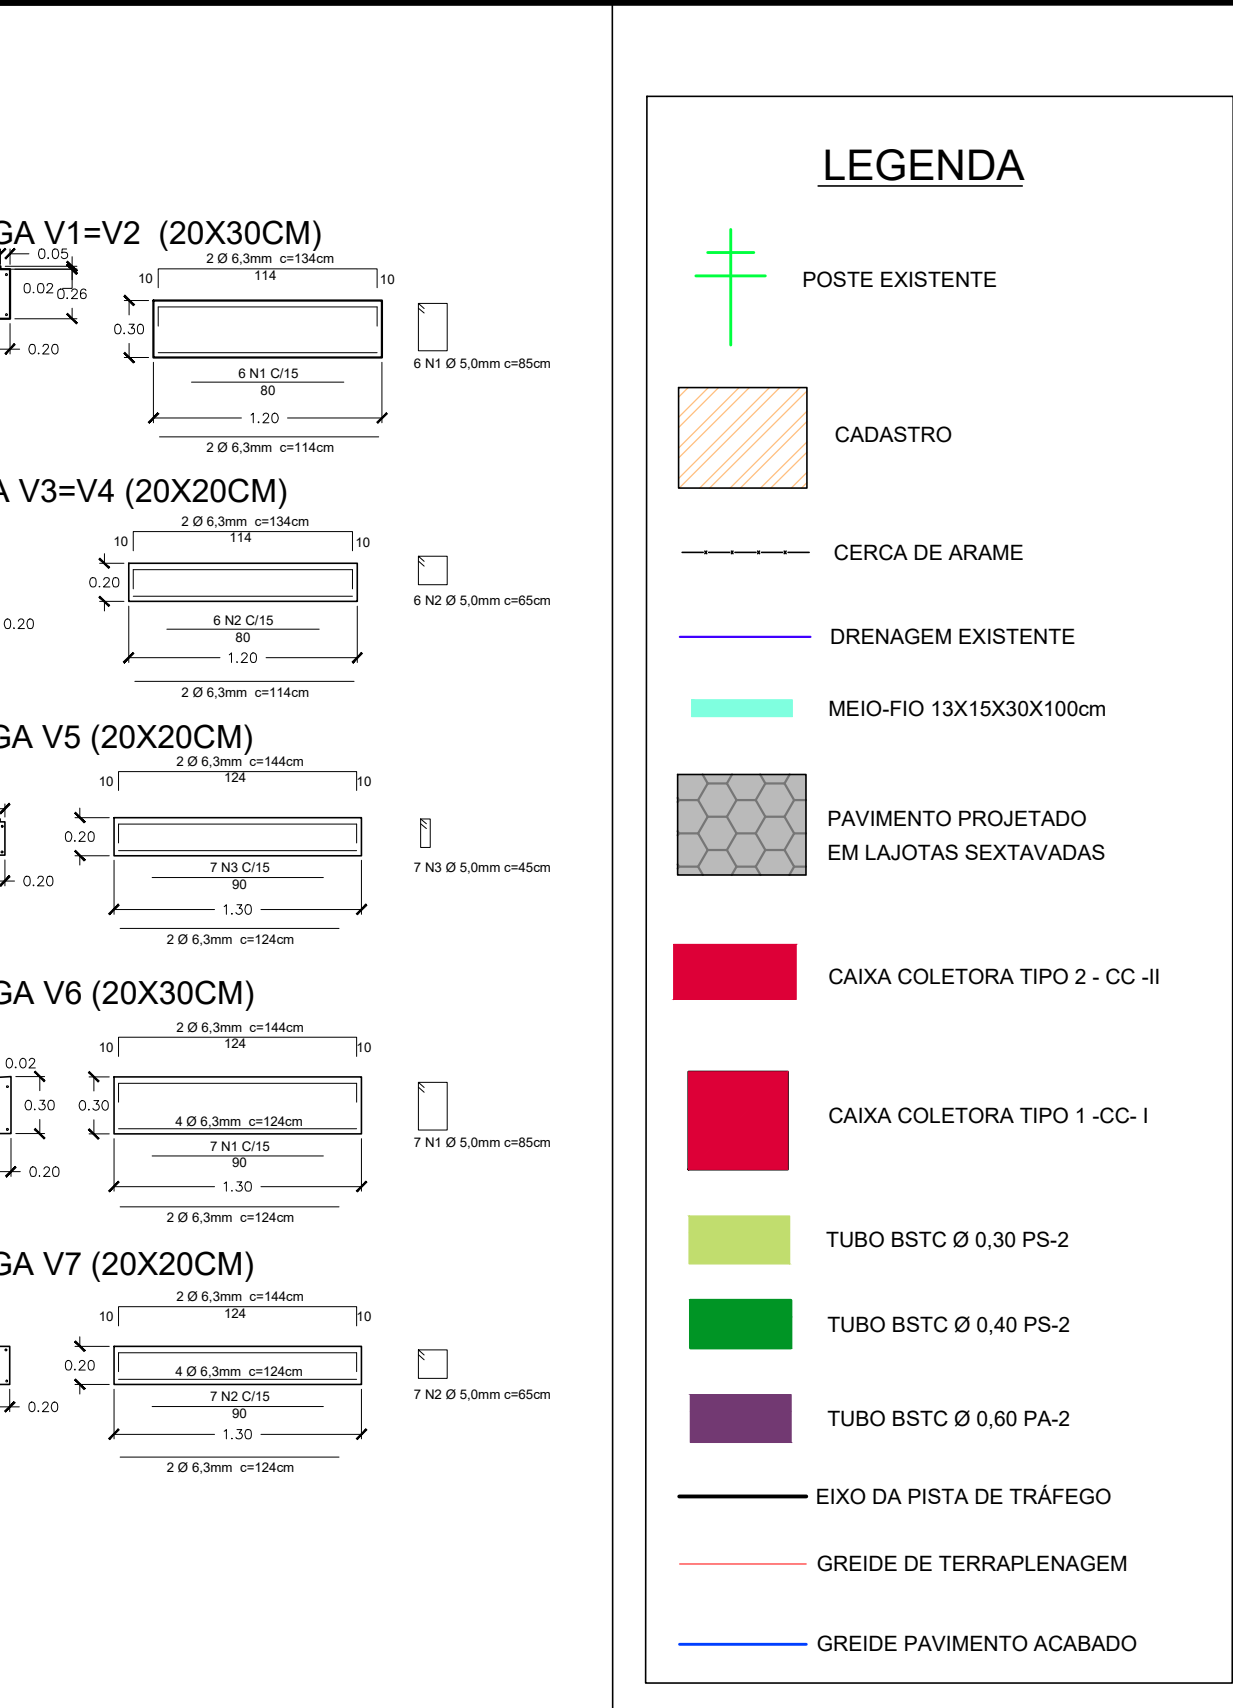 GA V1=V2 (20X30CM)
0.05
0.02
0.26
0.20
2 Ø 6,3mm c=134cm
10
114
10
0.30
6 N1 C/15
80
1.20
2 Ø 6,3mm c=114cm
6 N1 Ø 5,0mm c=85cm
A V3=V4 (20X20CM)
2 Ø 6,3mm c=134cm
10
114
10
0.20
0.20
6 N2 C/15
80
1.20
2 Ø 6,3mm c=114cm
6 N2 Ø 5,0mm c=65cm
GA V5 (20X20CM)
2 Ø 6,3mm c=144cm
10
124
10
0.20
0.20
7 N3 C/15
90
1.30
2 Ø 6,3mm c=124cm
7 N3 Ø 5,0mm c=45cm
GA V6 (20X30CM)
2 Ø 6,3mm c=144cm
10
124
10
0.02
0.30
0.30
0.20
4 Ø 6,3mm c=124cm
7 N1 C/15
90
1.30
2 Ø 6,3mm c=124cm
7 N1 Ø 5,0mm c=85cm
GA V7 (20X20CM)
2 Ø 6,3mm c=144cm
10
124
10
0.20
0.20
4 Ø 6,3mm c=124cm
7 N2 C/15
90
1.30
2 Ø 6,3mm c=124cm
7 N2 Ø 5,0mm c=65cm
LEGENDA
POSTE EXISTENTE
CADASTRO
CERCA DE ARAME
DRENAGEM EXISTENTE
MEIO-FIO 13X15X30X100cm
PAVIMENTO PROJETADO
EM LAJOTAS SEXTAVADAS
CAIXA COLETORA TIPO 2 - CC -II
CAIXA COLETORA TIPO 1 -CC- I
TUBO BSTC Ø 0,30 PS-2
TUBO BSTC Ø 0,40 PS-2
TUBO BSTC Ø 0,60 PA-2
EIXO DA PISTA DE TRÁFEGO
GREIDE DE TERRAPLENAGEM
GREIDE PAVIMENTO ACABADO